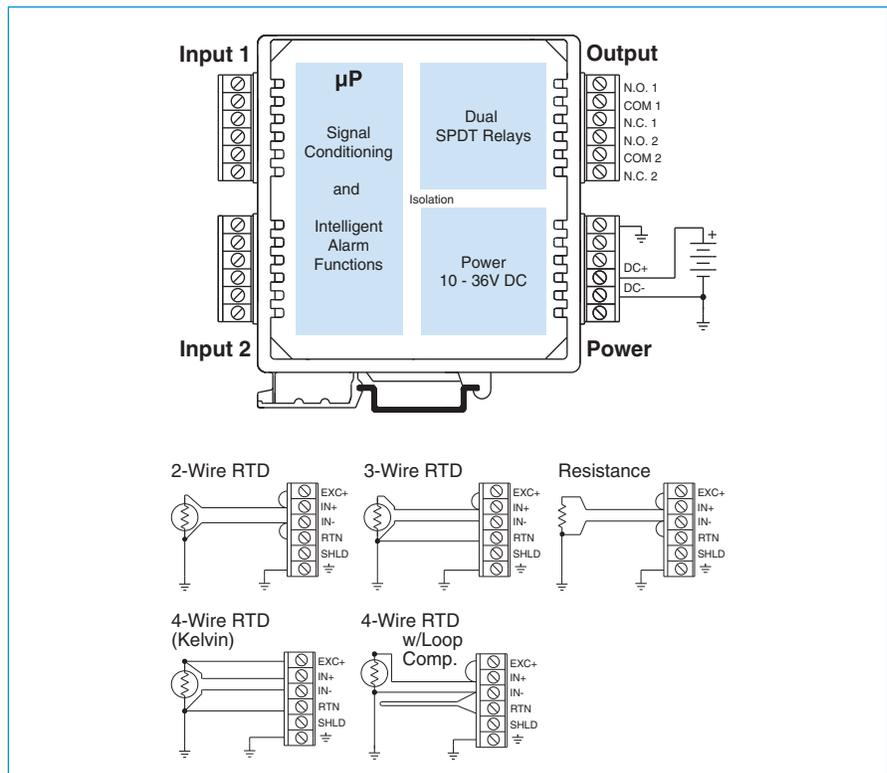 Input 1
Output
µP
Signal
Conditioning
and
Intelligent
Alarm
Functions
Dual
SPDT Relays
Isolation
Power
10 - 36V DC
N.O. 1
COM 1
N.C. 1
N.O. 2
COM 2
N.C. 2
+
DC+
DC-
Input 2
Power
2-Wire RTD
EXC+
IN+
IN-
RTN
SHLD
3-Wire RTD
EXC+
IN+
IN-
RTN
SHLD
Resistance
EXC+
IN+
IN-
RTN
SHLD
4-Wire RTD
(Kelvin)
EXC+
IN+
IN-
RTN
SHLD
4-Wire RTD
w/Loop
Comp.
EXC+
IN+
IN-
RTN
SHLD